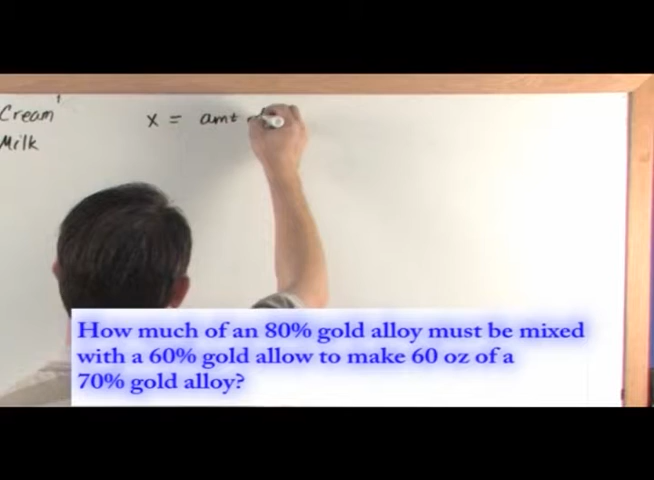 Cream
x = amt
Milk
How much of an 80% gold alloy must be mixed
with a 60% gold allow to make 60 oz of a
70% gold alloy?